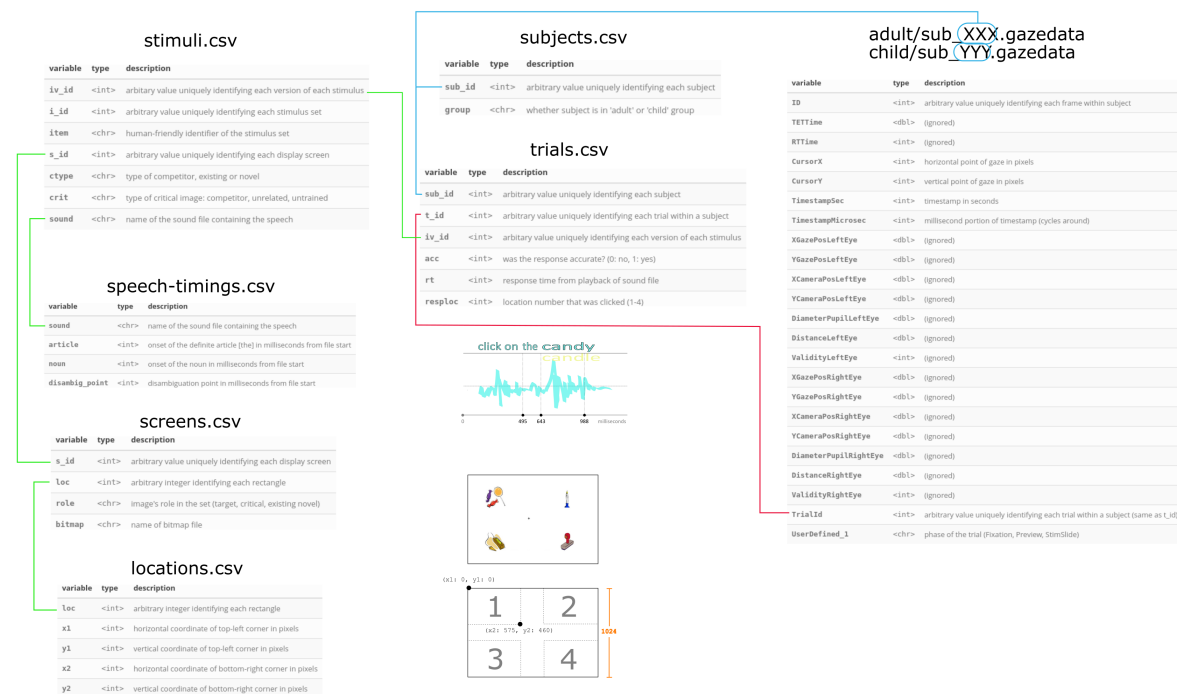 stimuli.csv
variable type description
iv_id <int> arbitary value uniquely identifying each version of each stimulus
i_id <int> arbitrary value uniquely identifying each stimulus set
item <chr> human-friendly identifier of the stimulus set
s_id <int> arbitrary value uniquely identifying each display screen
ctype <chr> type of competitor, existing or novel
crit <chr> type of critical image: competitor, unrelated, untrained
sound <chr> name of the sound file containing the speech
speech-timings.csv
variable type description
sound <chr> name of the sound file containing the speech
article <int> onset of the definite article [the] in milliseconds from file start
noun <int> onset of the noun in milliseconds from file start
disambig_point <int> disambiguation point in milliseconds from file start
screens.csv
variable type description
s_id <int> arbitrary value uniquely identifying each display screen
loc <int> arbitrary integer identifying each rectangle
role <chr> image's role in the set (target, critical, existing novel)
bitmap <chr> name of bitmap file
locations.csv
variable type description
loc <int> arbitrary integer identifying each rectangle
x1 <int> horizontal coordinate of top-left corner in pixels
y1 <int> vertical coordinate of top-left corner in pixels
x2 <int> horizontal coordinate of bottom-right corner in pixels
y2 <int> vertical coordinate of bottom-right corner in pixels
subjects.csv
variable type description
sub_id <int> arbitrary value uniquely identifying each subject
group <chr> whether subject is in 'adult' or 'child' group
trials.csv
variable type description
sub_id <int> arbitrary value uniquely identifying each subject
t_id <int> arbitrary value uniquely identifying each trial within a subject
iv_id <int> arbitary value uniquely identifying each version of each stimulus
acc <int> was the response accurate? (0: no, 1: yes)
rt <int> response time from playback of sound file
resploc <int> location number that was clicked (1-4)
click on the candy
candle
0 495 643 988 milliseconds
(x1: 0, y1: 0)
1 2
(x2: 575, y2: 460)
1024
3 4
adult/sub_XXX.gazedata
child/sub_YYY.gazedata
variable type description
ID <int> arbitrary value uniquely identifying each frame within subject
TETTime <dbl> (ignored)
RTTime <int> (ignored)
CursorX <int> horizontal point of gaze in pixels
CursorY <int> vertical point of gaze in pixels
TimestampSec <int> timestamp in seconds
TimestampMicrosec <int> millisecond portion of timestamp (cycles around)
XGazePosLeftEye <dbl> (ignored)
YGazePosLeftEye <dbl> (ignored)
XCameraPosLeftEye <dbl> (ignored)
YCameraPosLeftEye <dbl> (ignored)
DiameterPupilLeftEye <dbl> (ignored)
DistanceLeftEye <dbl> (ignored)
ValidityLeftEye <int> (ignored)
XGazePosRightEye <dbl> (ignored)
YGazePosRightEye <dbl> (ignored)
XCameraPosRightEye <dbl> (ignored)
YCameraPosRightEye <dbl> (ignored)
DiameterPupilRightEye <dbl> (ignored)
DistanceRightEye <dbl> (ignored)
ValidityRightEye <int> (ignored)
TrialId <int> arbitrary value uniquely identifying each trial within a subject (same as t_id)
UserDefined_1 <chr> phase of the trial (Fixation, Preview, StimSlide)